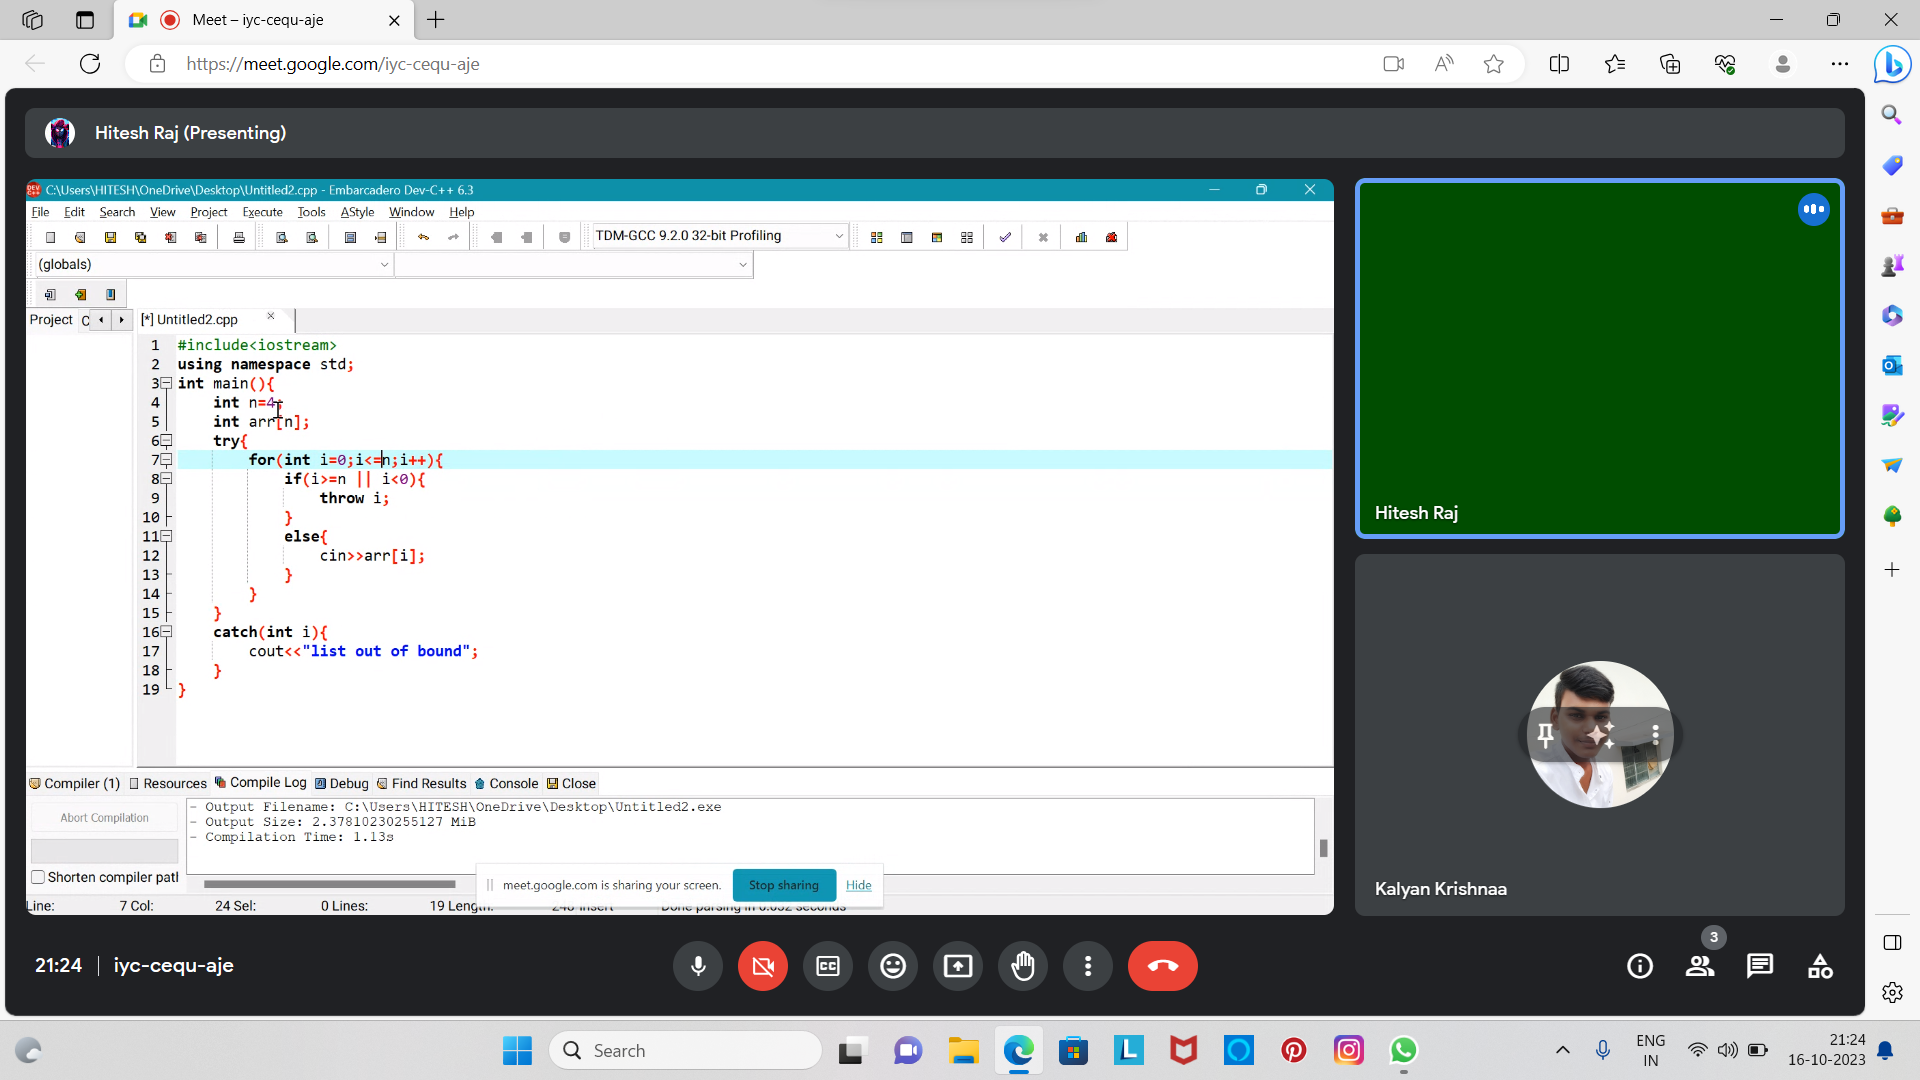 Meet – iyc-cequ-aje
https://meet.google.com/iyc-cequ-aje
Hitesh Raj (Presenting)
C:\Users\HITESH\OneDrive\Desktop\Untitled2.cpp - Embarcadero Dev-C++ 6.3
File Edit Search View Project Execute Tools AStyle Window Help
TDM-GCC 9.2.0 32-bit Profiling
(globals)
Project C [*] Untitled2.cpp
1 #include<iostream>
2 using namespace std;
3 int main(){
4 int n=4;
5 int arr[n];
6 try{
7 for(int i=0;i<=n;i++){
8 if(i>=n || i<0){
9 throw i;
10 }
11 else{
12 cin>>arr[i];
13 }
14 }
15 }
16 catch(int i){
17 cout<<"list out of bound";
18 }
19 }
Compiler (1) Resources Compile Log Debug Find Results Console Close
Abort Compilation
Shorten compiler patl
- Output Filename: C:\Users\HITESH\OneDrive\Desktop\Untitled2.exe
- Output Size: 2.37810230255127 MiB
- Compilation Time: 1.13s
meet.google.com is sharing your screen. Stop sharing Hide
Line: 7 Col: 24 Sel: 0 Lines: 19 Length:
Hitesh Raj
Kalyan Krishnaa
21:24 | iyc-cequ-aje
CC
3
Search
ENG
IN
21:24
16-10-2023